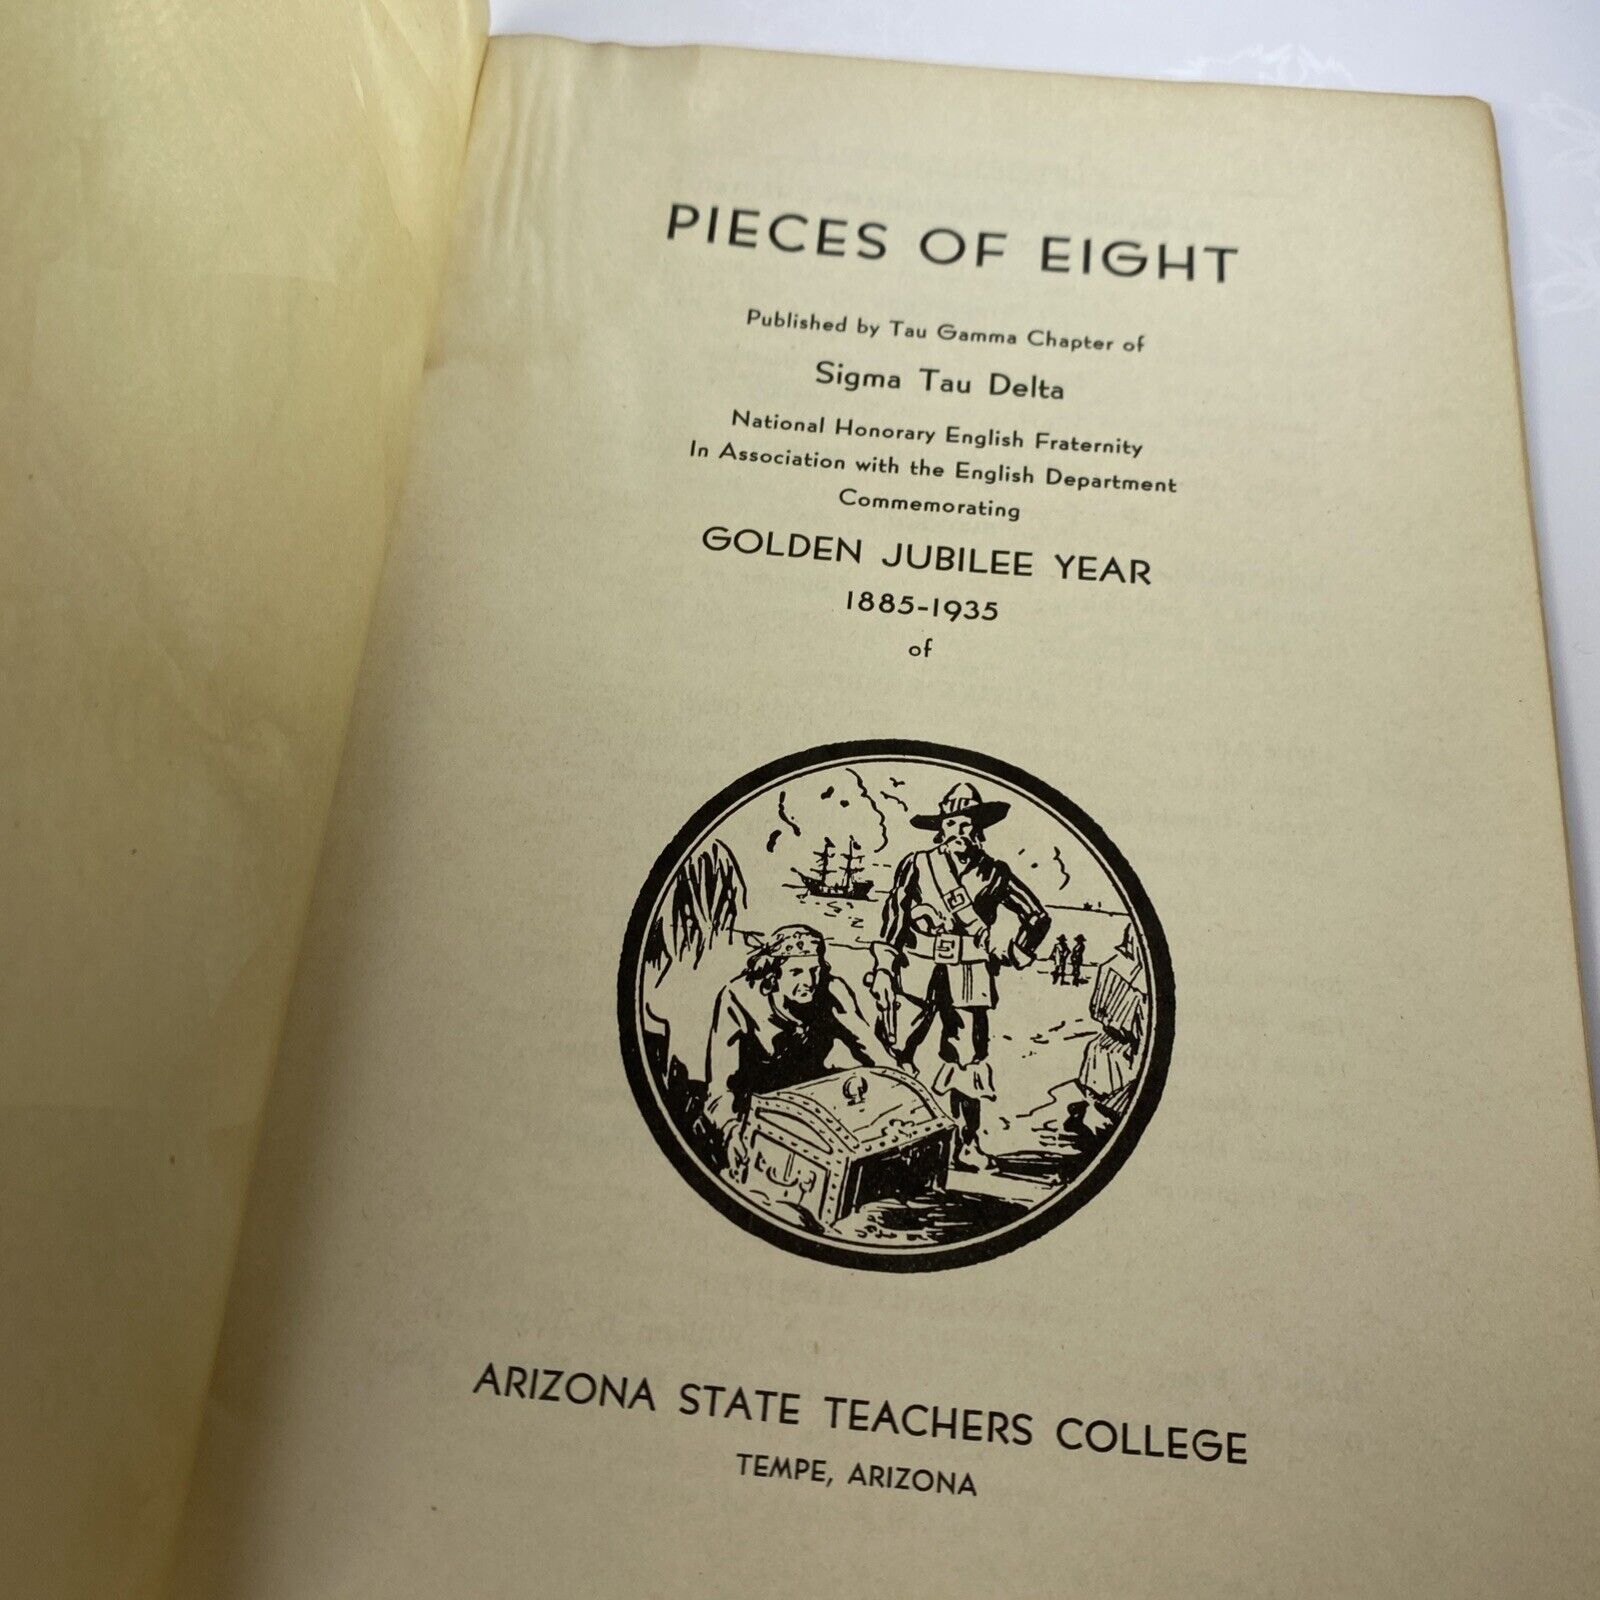 PIECES OF EIGHT
Published by Tau Gamma Chapter of
Sigma Tau Delta
National Honorary English Fraternity
In Association with the English Department
Commemorating
GOLDEN JUBILEE YEAR
1885-1935
of
ARIZONA STATE TEACHERS COLLEGE
TEMPE, ARIZONA